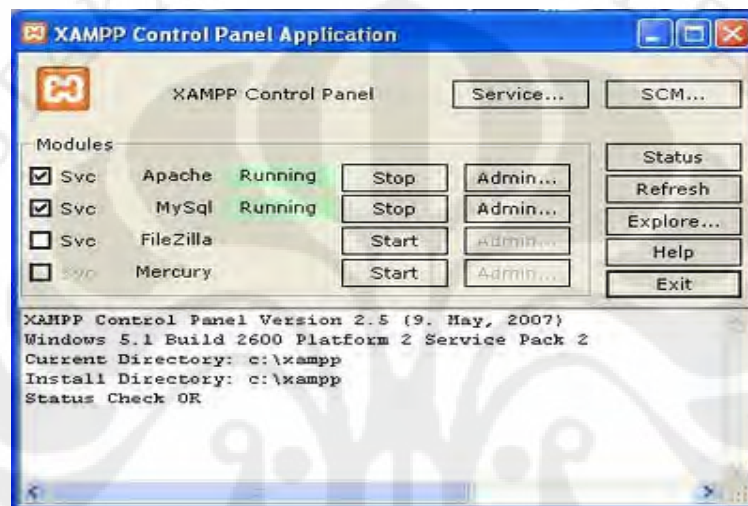 XAMPP Control Panel Application
XAMPP Control Panel
Service...
SCM...
Modules
Svc Apache Running Stop Admin...
Svc MySql Running Stop Admin...
Svc FileZilla Start Admin...
Svc Mercury Start Admin...
Status
Refresh
Explore...
Help
Exit
XAMPP Control Panel Version 2.5 (9. May, 2007)
Windows 5.1 Build 2600 Platform 2 Service Pack 2
Current Directory: c:\xampp
Install Directory: c:\xampp
Status Check OK